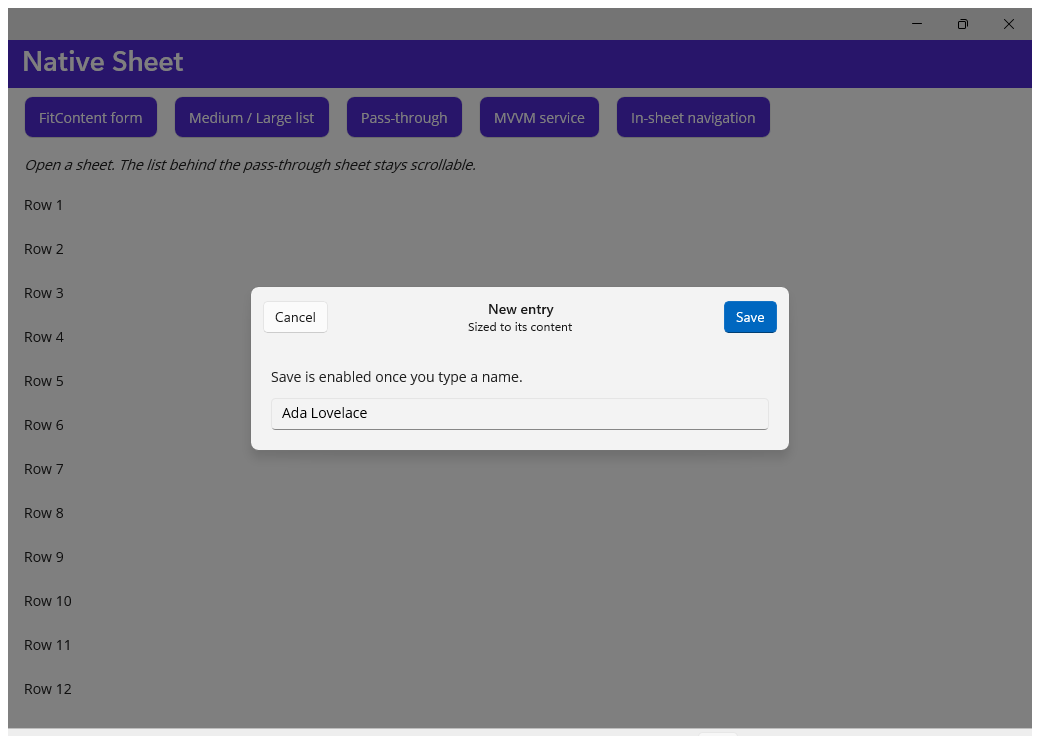 Native Sheet
FitContent form
Medium / Large list
Pass-through
MVVM service
In-sheet navigation
Open a sheet. The list behind the pass-through sheet stays scrollable.
Row 1
Row 2
Row 3
Row 4
Row 5
Row 6
Row 7
Row 8
Row 9
Row 10
Row 11
Row 12
Cancel
New entry
Sized to its content
Save
Save is enabled once you type a name.
Ada Lovelace